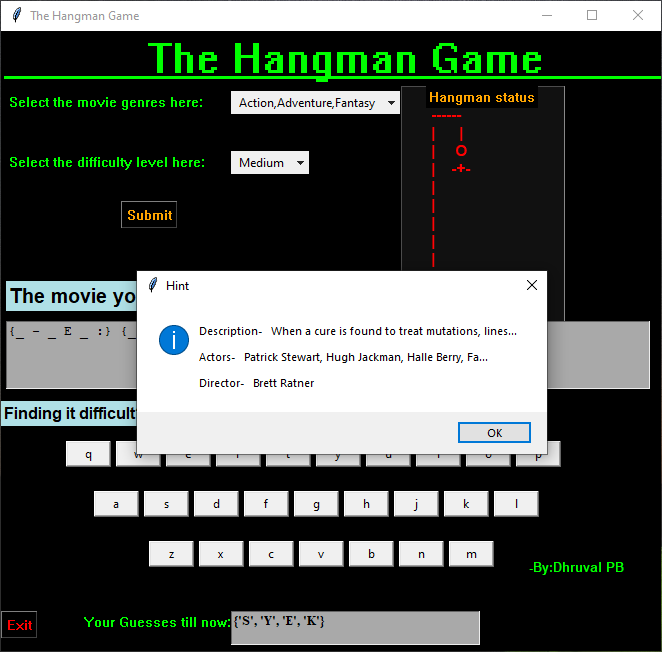 The Hangman Game
The Hangman Game
Select the movie genres here: Action,Adventure,Fantasy
Hangman status
------
| |
| O
| -+-
|
|
|
|
|
Select the difficulty level here: Medium
Submit
Hint
Description- When a cure is found to treat mutations, lines...
Actors- Patrick Stewart, Hugh Jackman, Halle Berry, Fa...
Director- Brett Ratner
OK
The movie yo
{_ - _ E _ :} {_
Finding it difficult
q w e r t y u i o p
a s d f g h j k l
z x c v b n m
-By:Dhruval PB
Exit
Your Guesses till now: {'S', 'Y', 'E', 'K'}